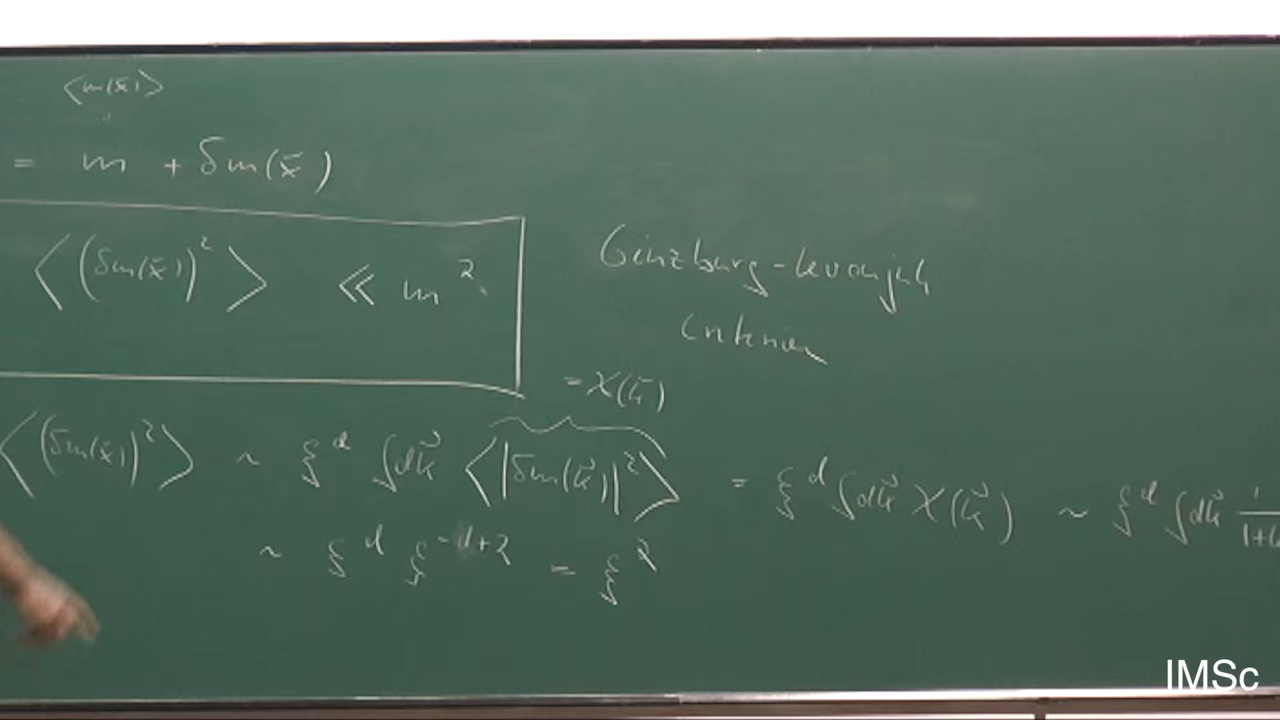 ⟨m(x⃗)⟩
"
= m + δm(x⃗)
⟨(δm(x⃗))²⟩ ≪ m²
Ginzburg-Levanjuk
Criterion
= χ(k⃗)
⟨(δm(x⃗))²⟩ ~ ξ^d ∫dk⃗ ⟨|δm(k⃗)|²⟩ = ξ^d ∫dk⃗ χ(k⃗) ~ ξ^d ∫dk⃗ 1/1+
~ ξ^d ξ^{-d+2} = ξ²
IMSc